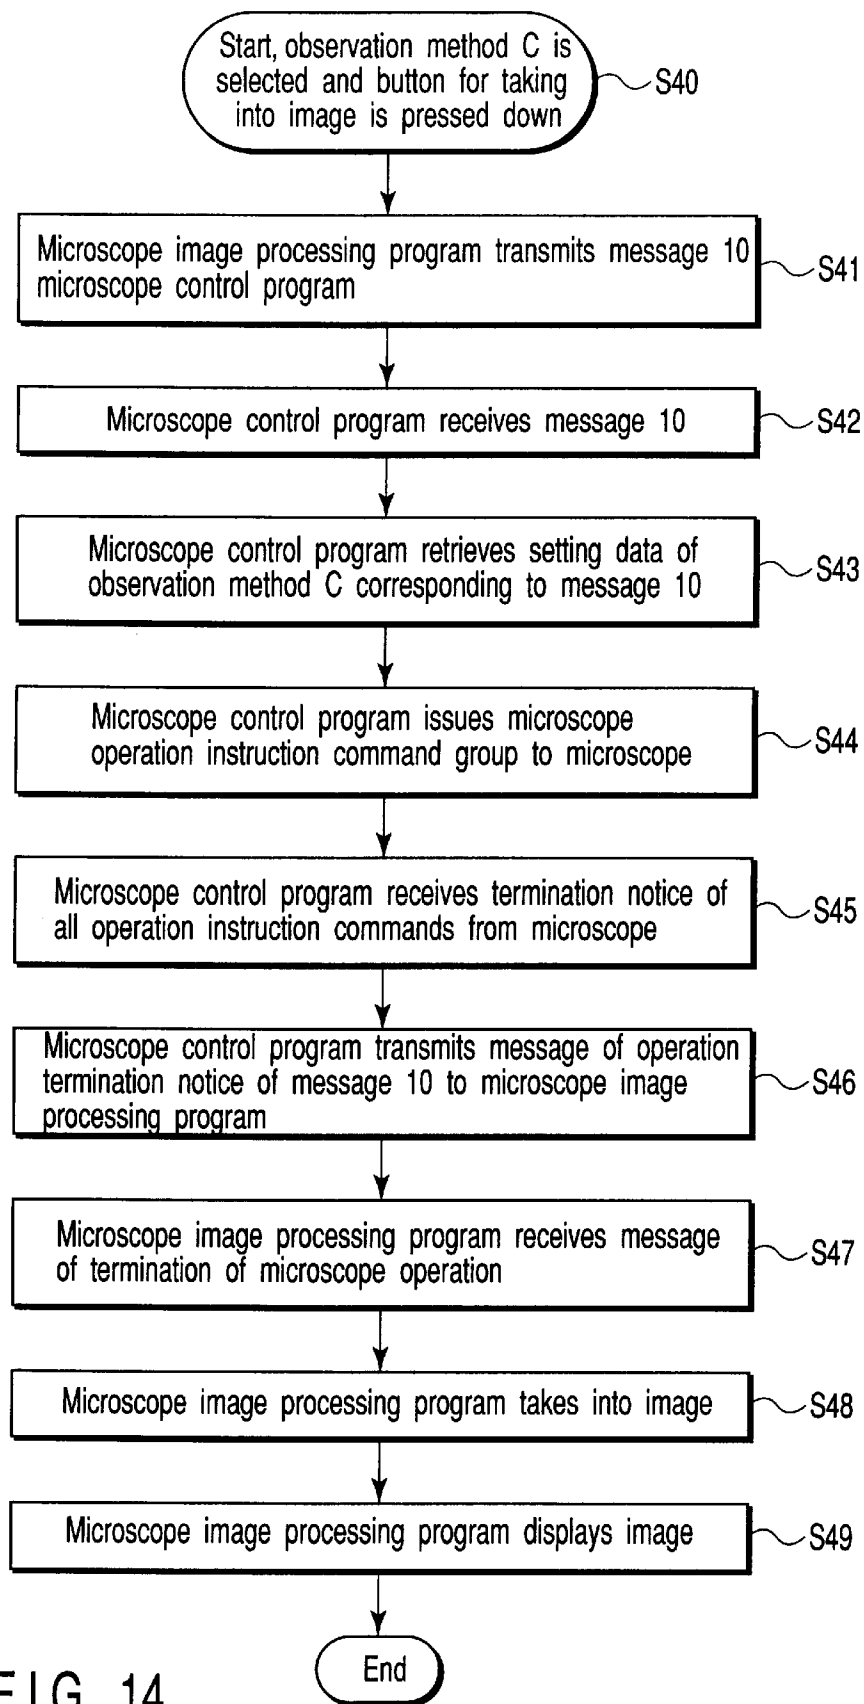 Start, observation method C is
selected and button for taking
into image is pressed down
S40
Microscope image processing program transmits message 10
microscope control program
S41
Microscope control program receives message 10
S42
Microscope control program retrieves setting data of
observation method C corresponding to message 10
S43
Microscope control program issues microscope
operation instruction command group to microscope
S44
Microscope control program receives termination notice of
all operation instruction commands from microscope
S45
Microscope control program transmits message of operation
termination notice of message 10 to microscope image
processing program
S46
Microscope image processing program receives message
of termination of microscope operation
S47
Microscope image processing program takes into image
S48
Microscope image processing program displays image
S49
End
FIG. 14